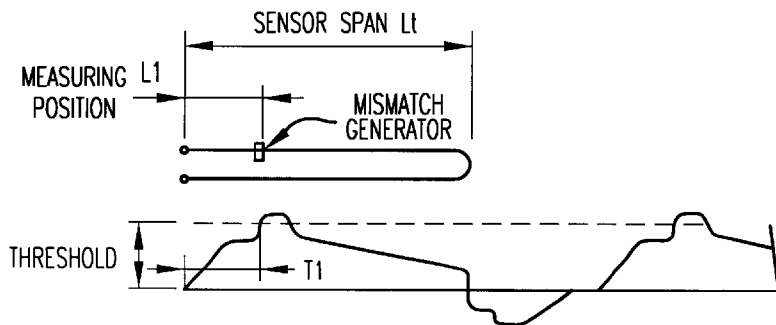 SENSOR SPAN Lt
MEASURING L1
POSITION
MISMATCH
GENERATOR
THRESHOLD
T1